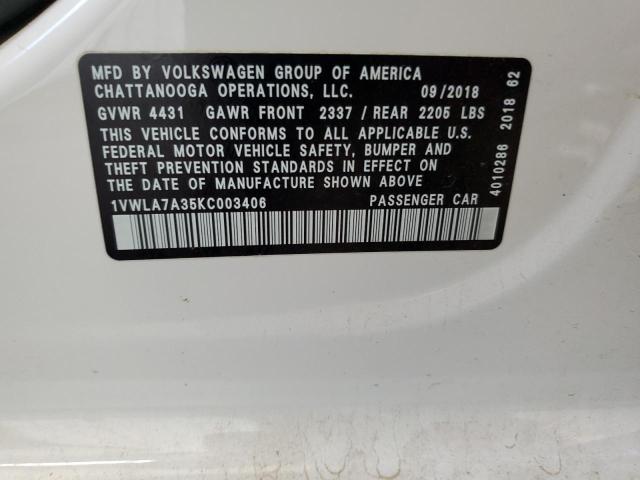 MFD BY VOLKSWAGEN GROUP OF AMERICA
CHATTANOOGA OPERATIONS, LLC. 09/2018
GVWR 4431 GAWR FRONT 2337 / REAR 2205 LBS
THIS VEHICLE CONFORMS TO ALL APPLICABLE U.S.
FEDERAL MOTOR VEHICLE SAFETY, BUMPER AND
THEFT PREVENTION STANDARDS IN EFFECT ON
THE DATE OF MANUFACTURE SHOWN ABOVE
1VWLA7A35KC003406 PASSENGER CAR
4010286 2018 62